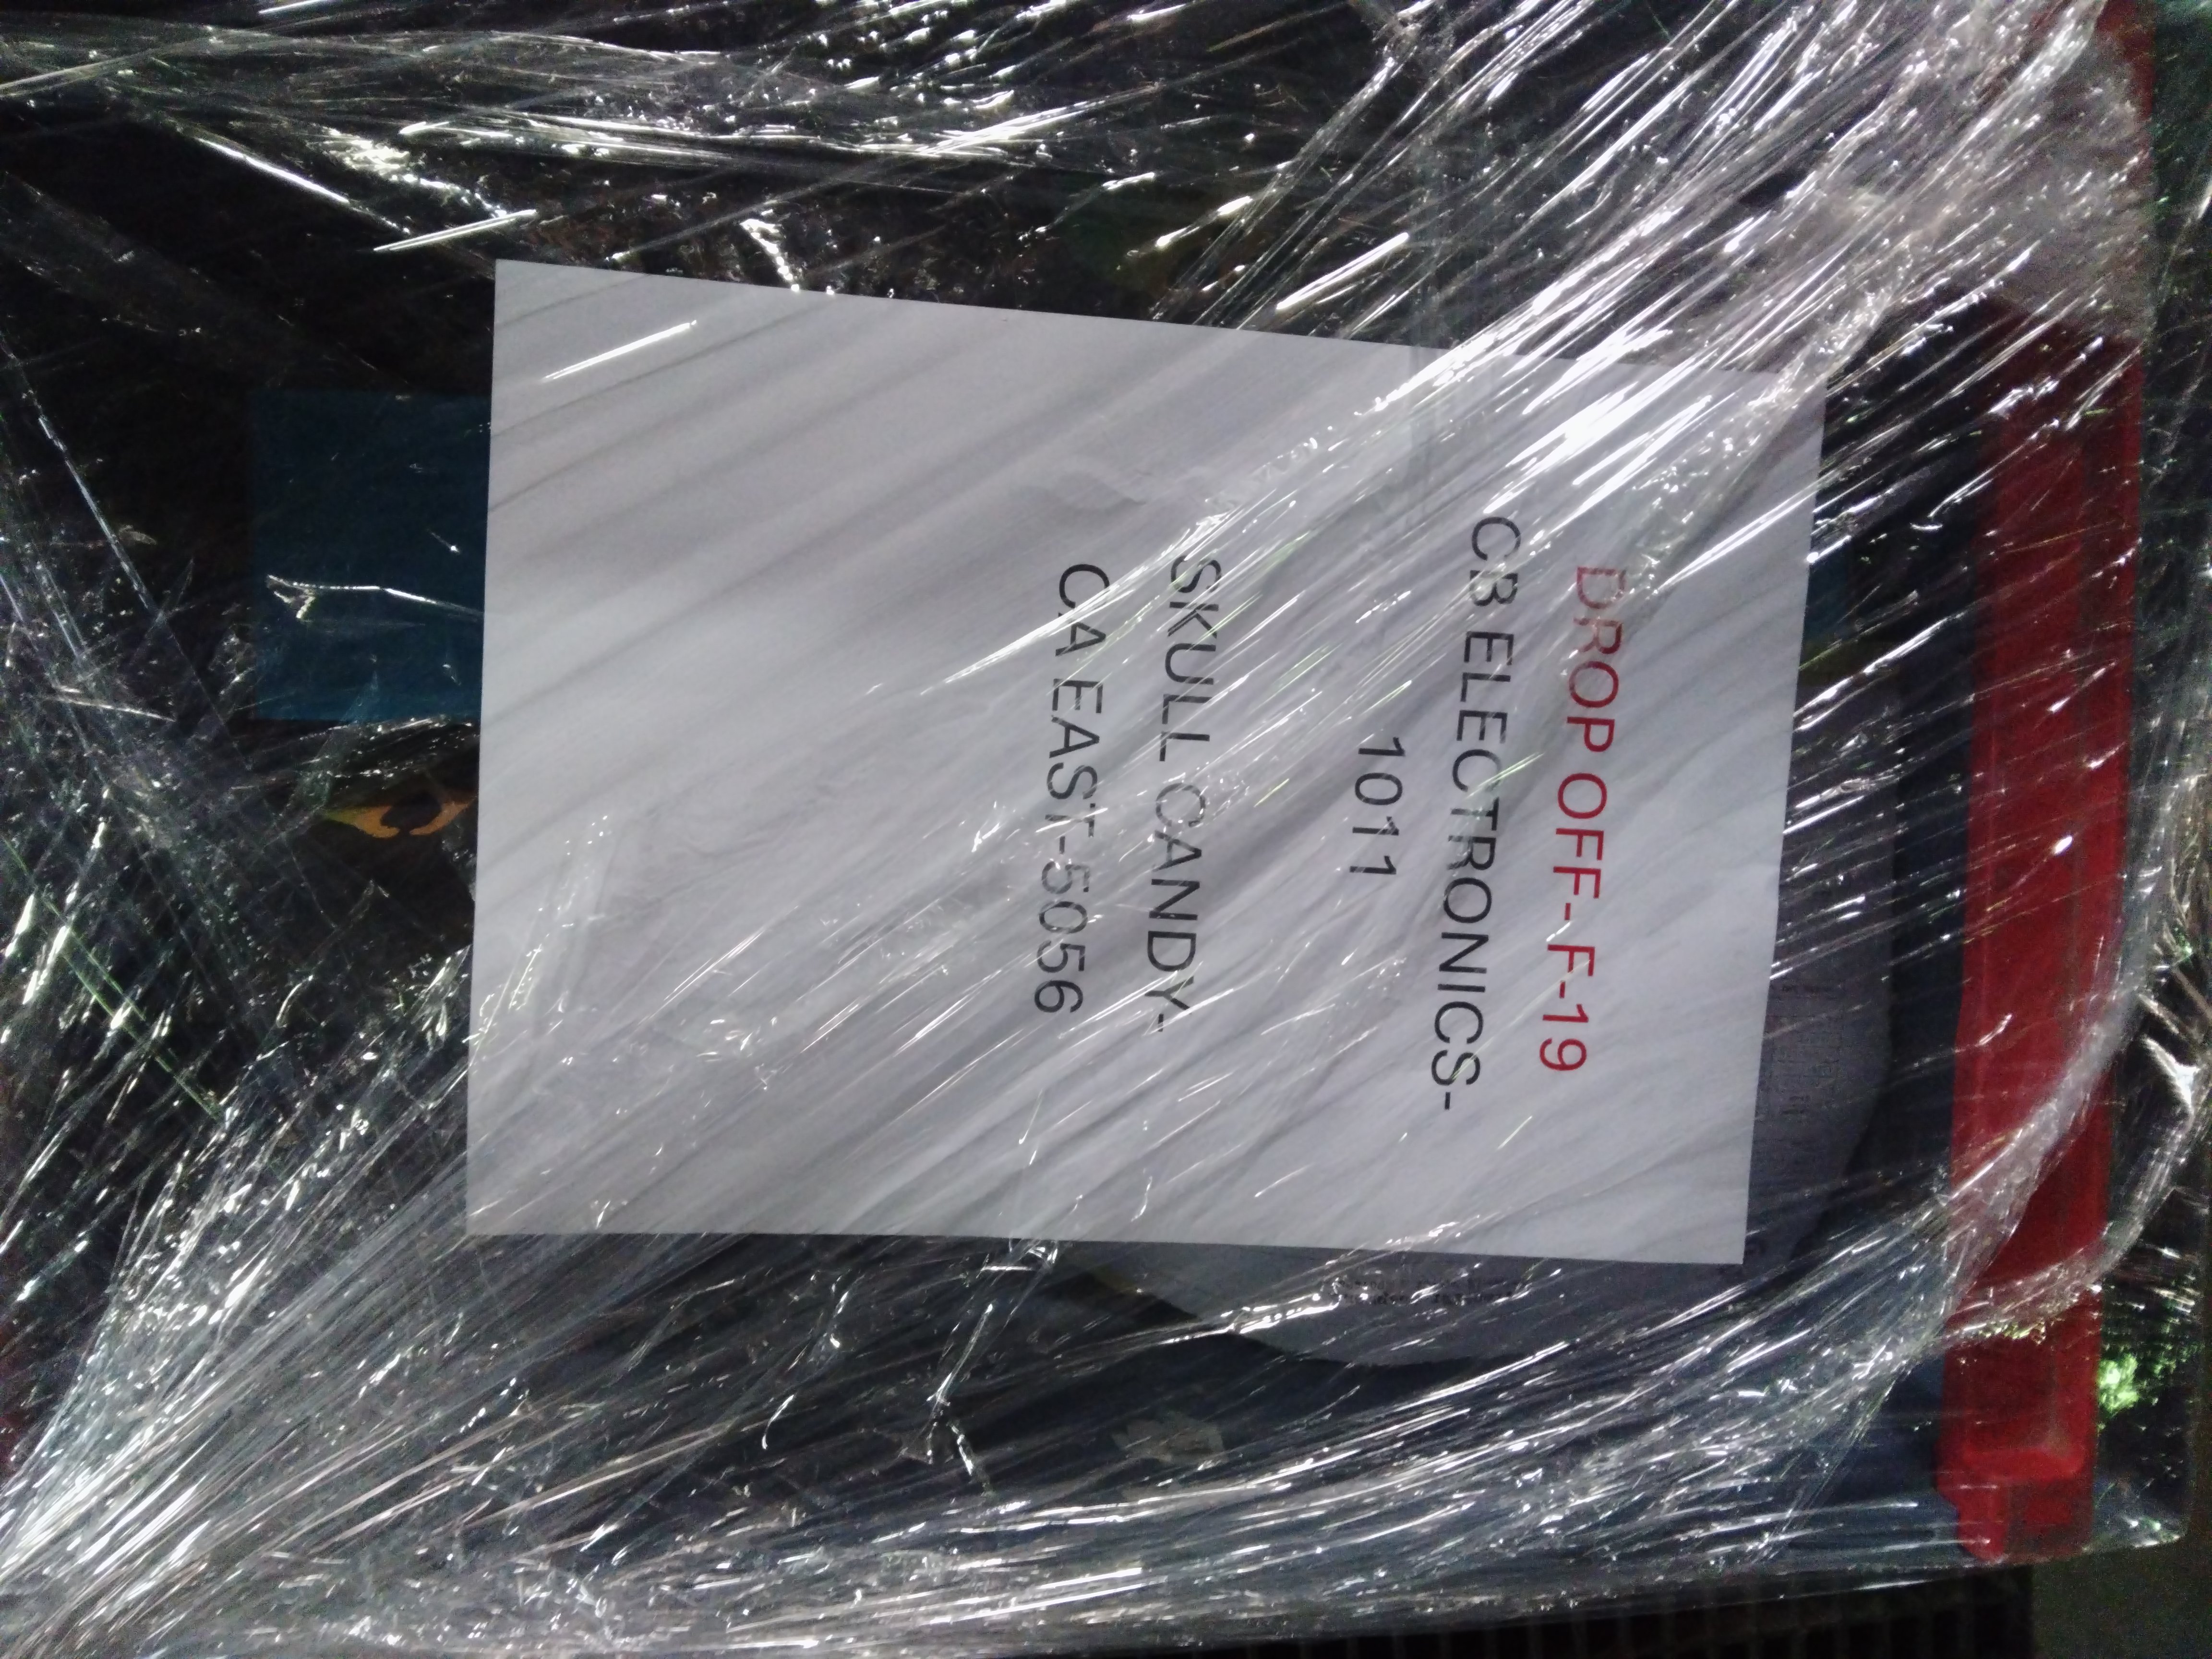 DROP OFF-F-19
CB ELECTRONICS-
1011
SKULL CANDY-
CA EAST-5056